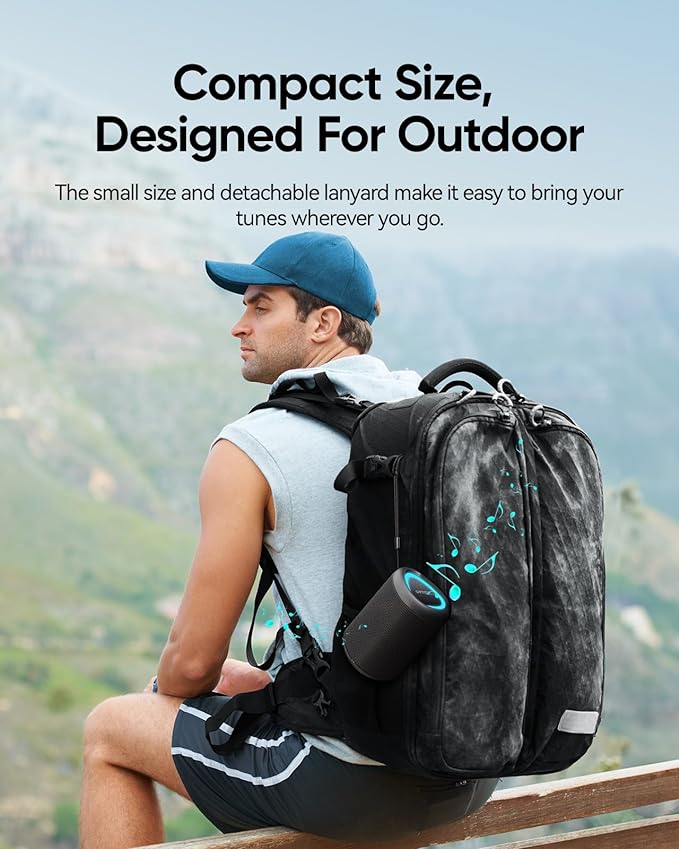 Compact Size,
Designed For Outdoor
The small size and detachable lanyard make it easy to bring your
tunes wherever you go.